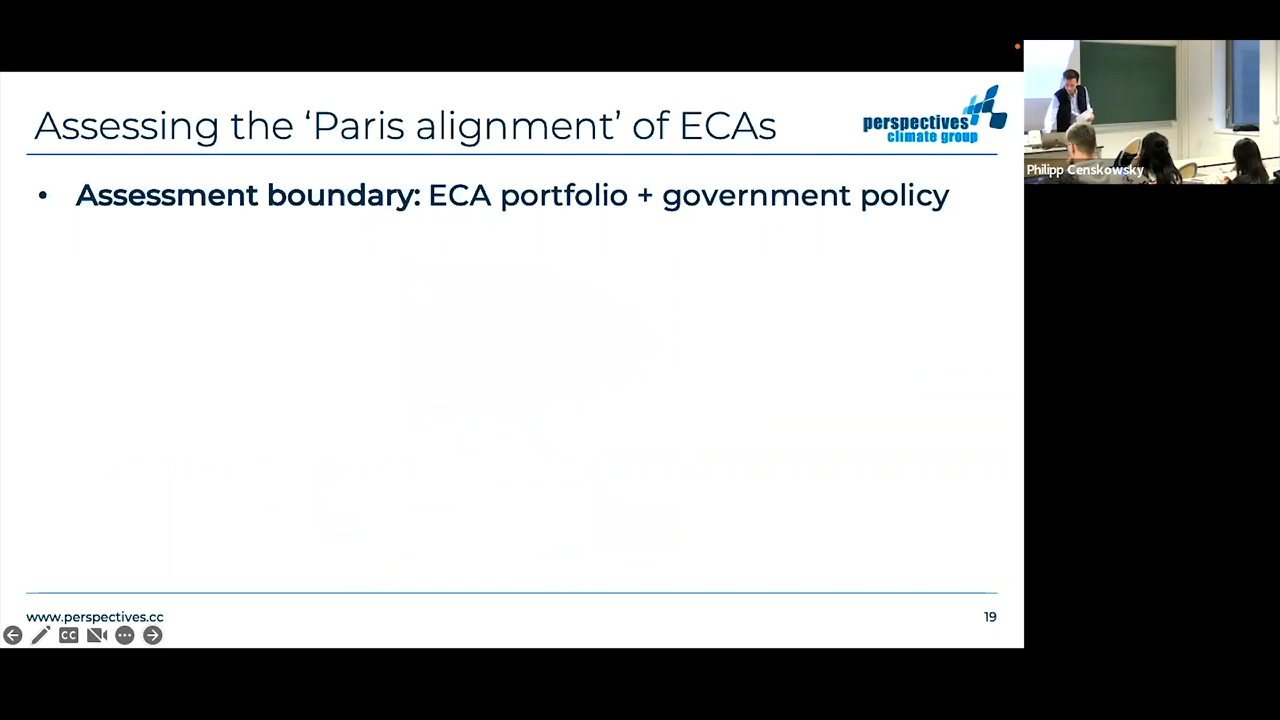 Assessing the ‘Paris alignment’ of ECAs
perspectives
climate group
Philipp Censkowsky
• Assessment boundary: ECA portfolio + government policy
www.perspectives.cc
19
CC